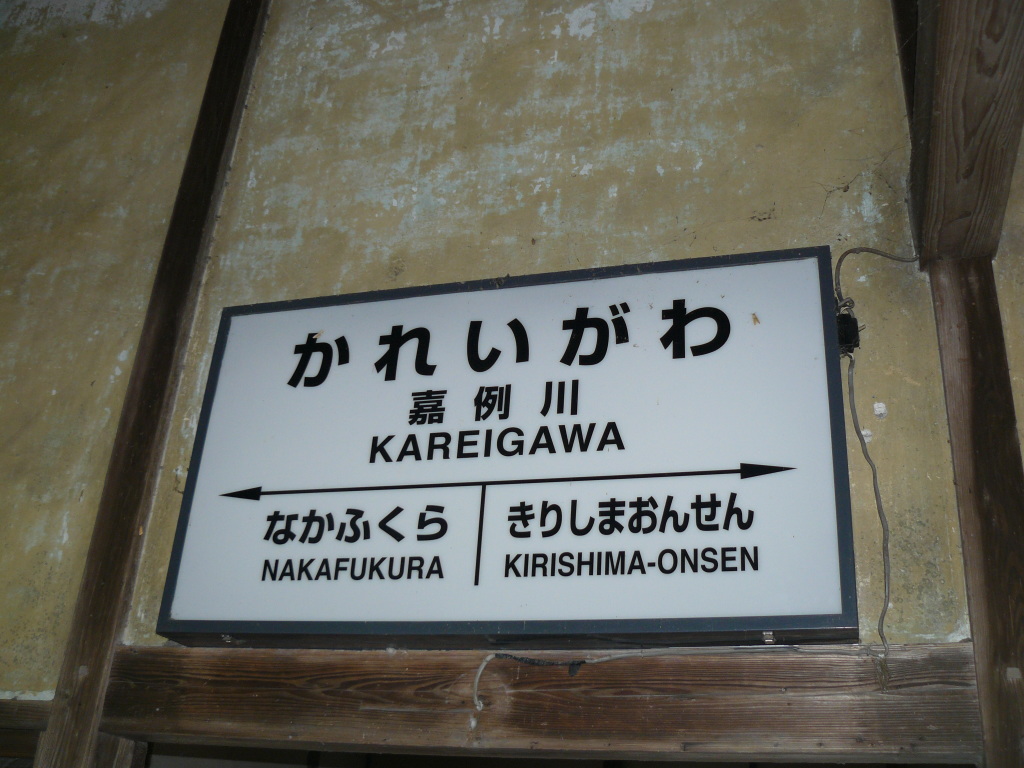 かれいがわ
嘉例川
KAREIGAWA
なかふくら
NAKAFUKURA
きりしまおんせん
KIRISHIMA-ONSEN